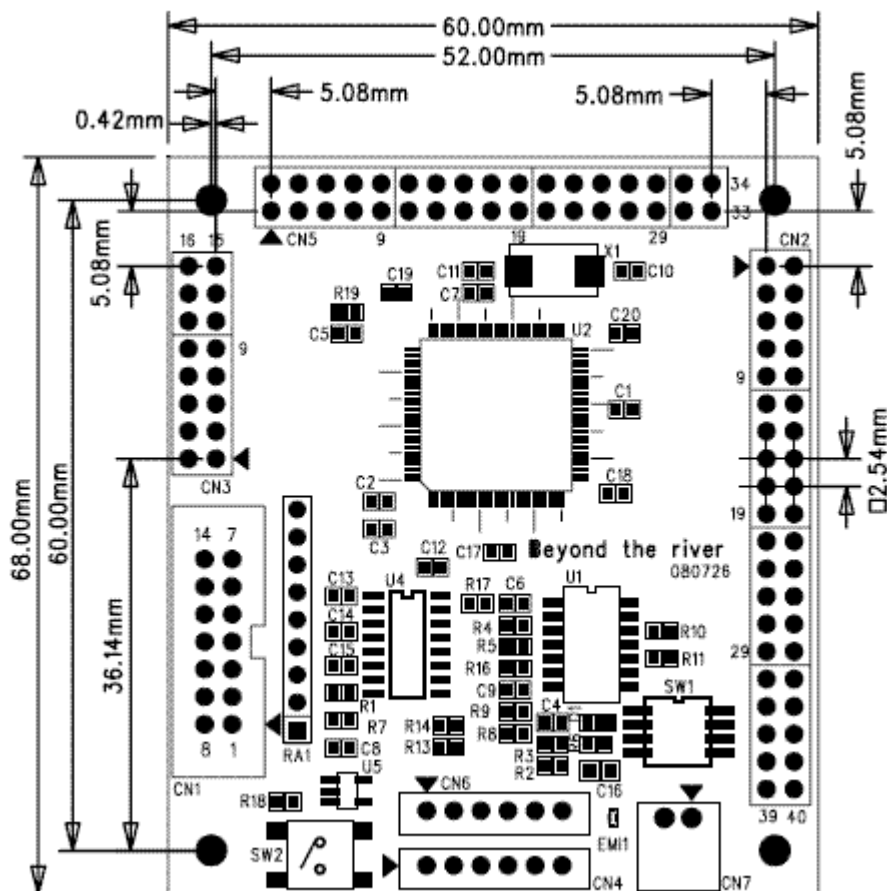 60.00mm
52.00mm
5.08mm 5.08mm
0.42mm
5.08mm
34
33
16 15 CN5 9 19 29 CN2
X1
5.08mm
C11 C10
C19
C7
R19
C20
C5 U2
9 9
C1
2.54mm
68.00mm
60.00mm
CN3
C2 C18
19
14 7
C3 C17 Beyond the river
C12 080726
C13 U4 R17 C6 U1
C14 R4 R10
36.14mm
R5
C15 R16 R11 29
C9 SW1
R1 R9 C4
R7 R14 R8
8 1 RA1 C8 R13 R3 R6
R2
U5
CN1 CN6 C16
R18 39 40
EMI1
SW2
CN4 CN7